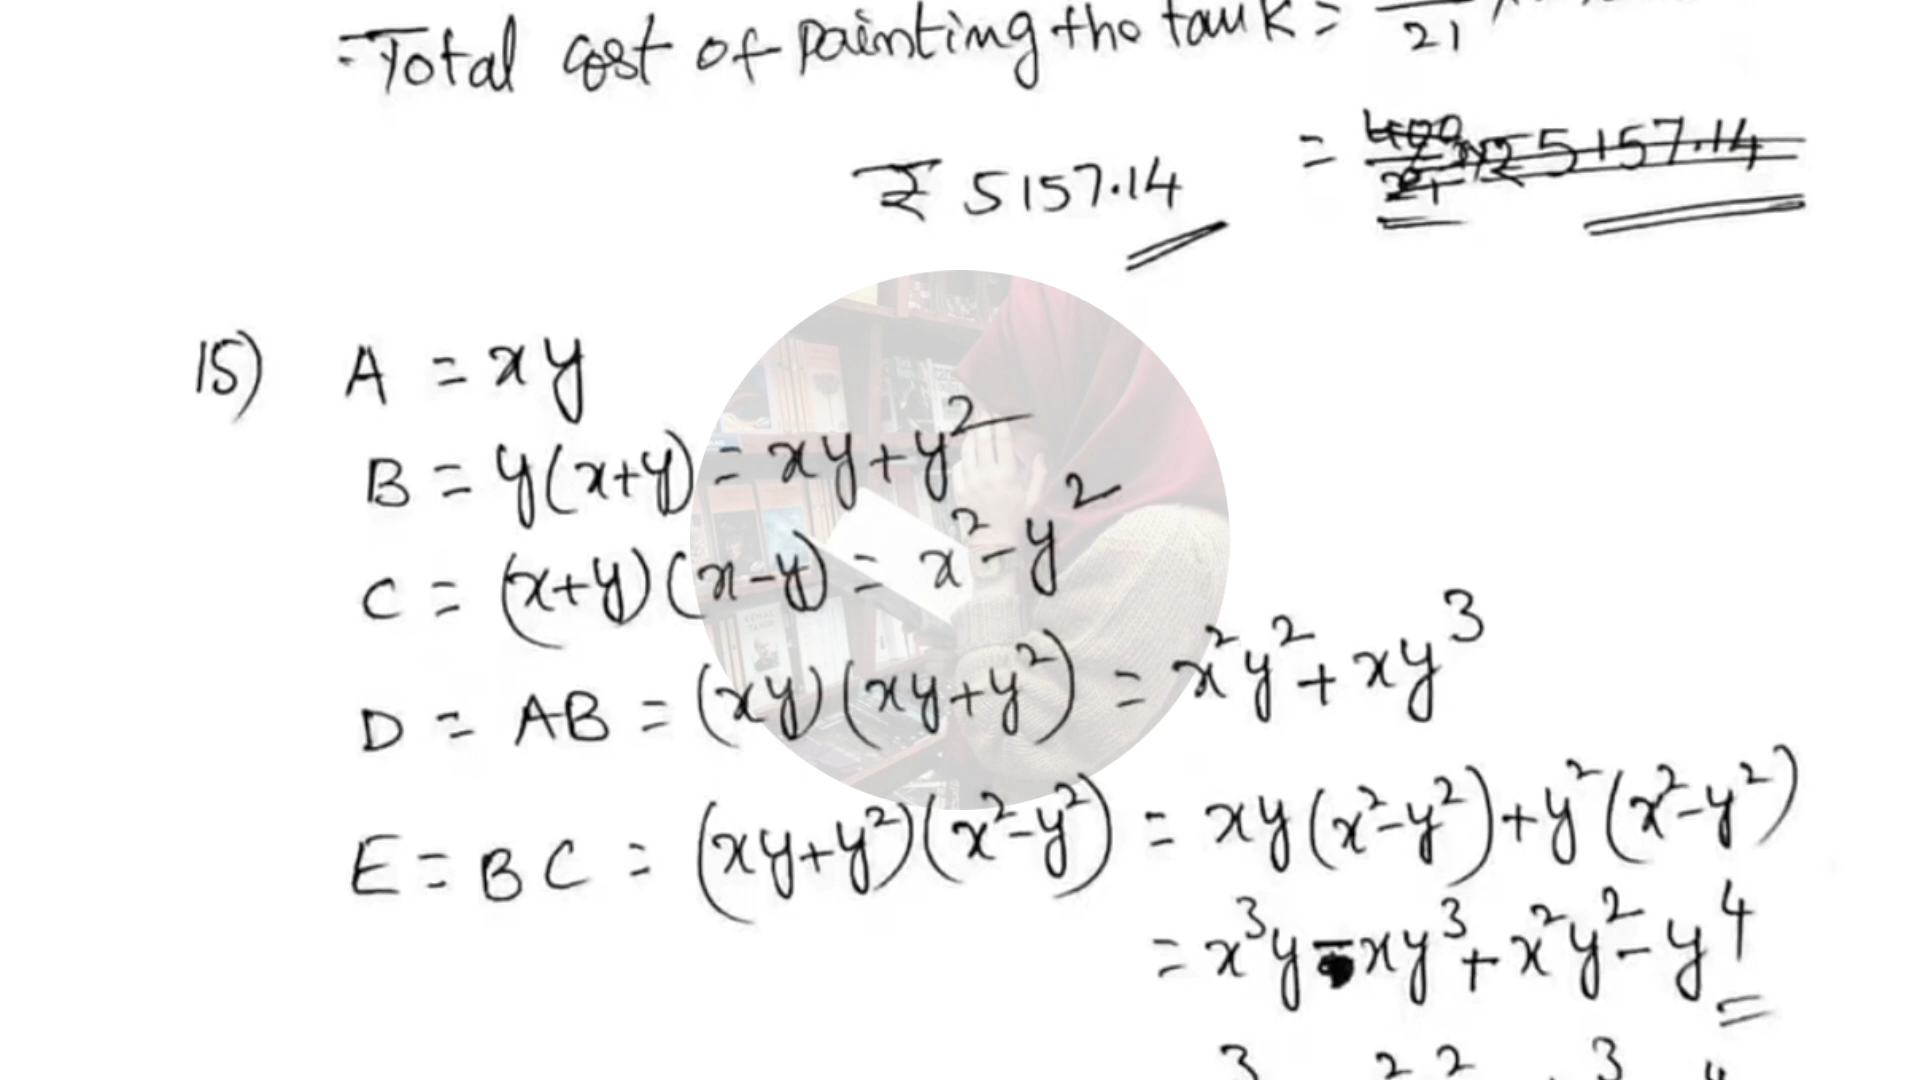 Total cost of painting the tank = /21
= 400/21 × ₹ 5157.14
₹ 5157.14
15) A = xy
B = y(x+y) = xy+y²
C = (x+y)(x-y) = x²-y²
D = AB = (xy)(xy+y²) = x²y²+xy³
E = BC = (xy+y²)(x²-y²) = xy(x²-y²)+y²(x²-y²)
= x³y-xy³+x²y²-y⁴